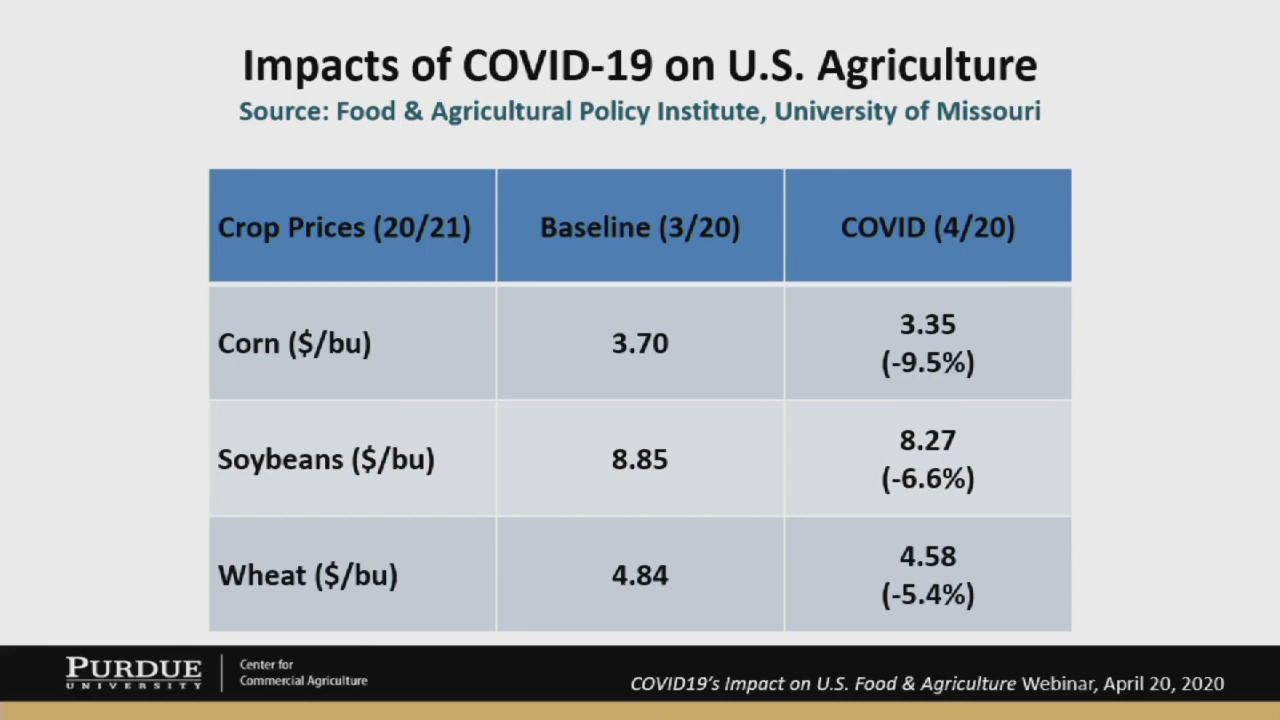 Impacts of COVID-19 on U.S. Agriculture
Source: Food & Agricultural Policy Institute, University of Missouri
Crop Prices (20/21) Baseline (3/20) COVID (4/20)
Corn ($/bu) 3.70 3.35
(-9.5%)
Soybeans ($/bu) 8.85 8.27
(-6.6%)
Wheat ($/bu) 4.84 4.58
(-5.4%)
PURDUE
UNIVERSITY
Center for
Commercial Agriculture
COVID19's Impact on U.S. Food & Agriculture Webinar, April 20, 2020